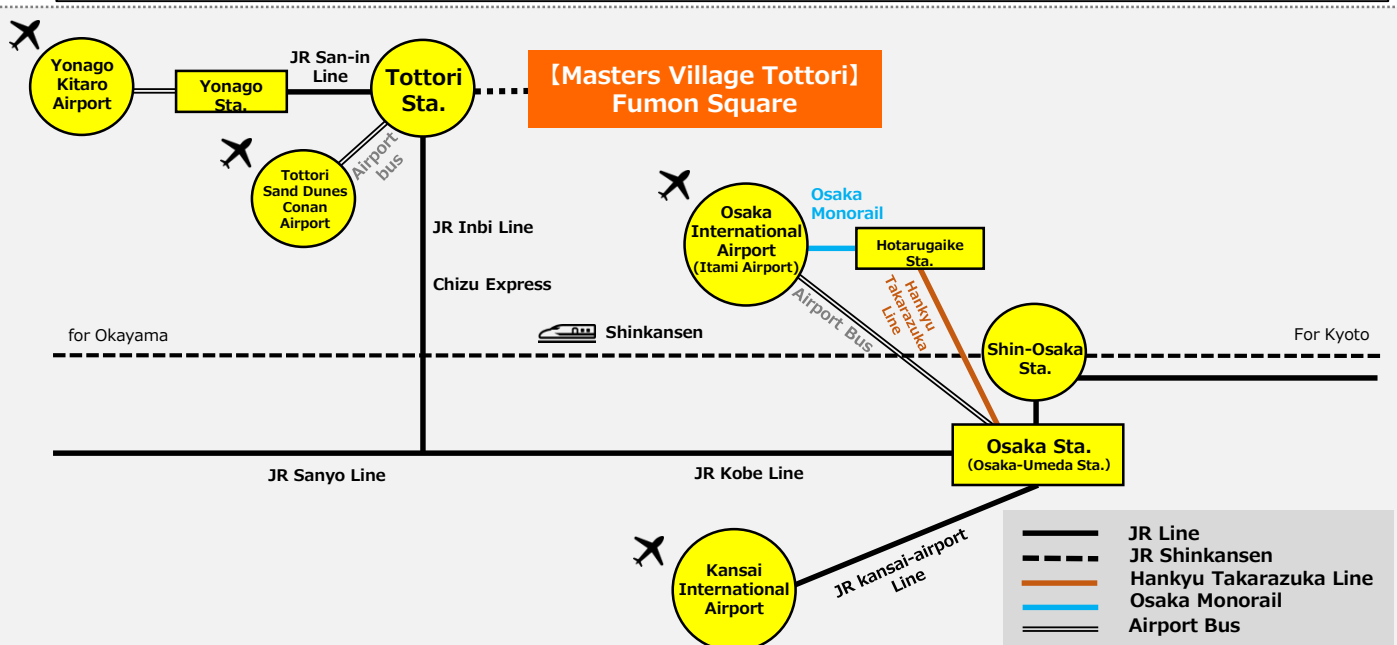 Yonago
Kitaro
Airport
Yonago
Sta.
JR San-in
Line
Tottori
Sta.
【Masters Village Tottori】
Fumon Square
Airport
bus
Tottori
Sand Dunes
Conan
Airport
JR Inbi Line
Chizu Express
Osaka
International
Airport
(Itami Airport)
Osaka
Monorail
Hotarugaike
Sta.
Hankyu
Takarazuka
Line
Airport Bus
for Okayama
Shinkansen
Shin-Osaka
Sta.
For Kyoto
Osaka Sta.
(Osaka-Umeda Sta.)
JR Sanyo Line
JR Kobe Line
Kansai
International
Airport
JR kansai-airport
Line
JR Line
JR Shinkansen
Hankyu Takarazuka Line
Osaka Monorail
Airport Bus